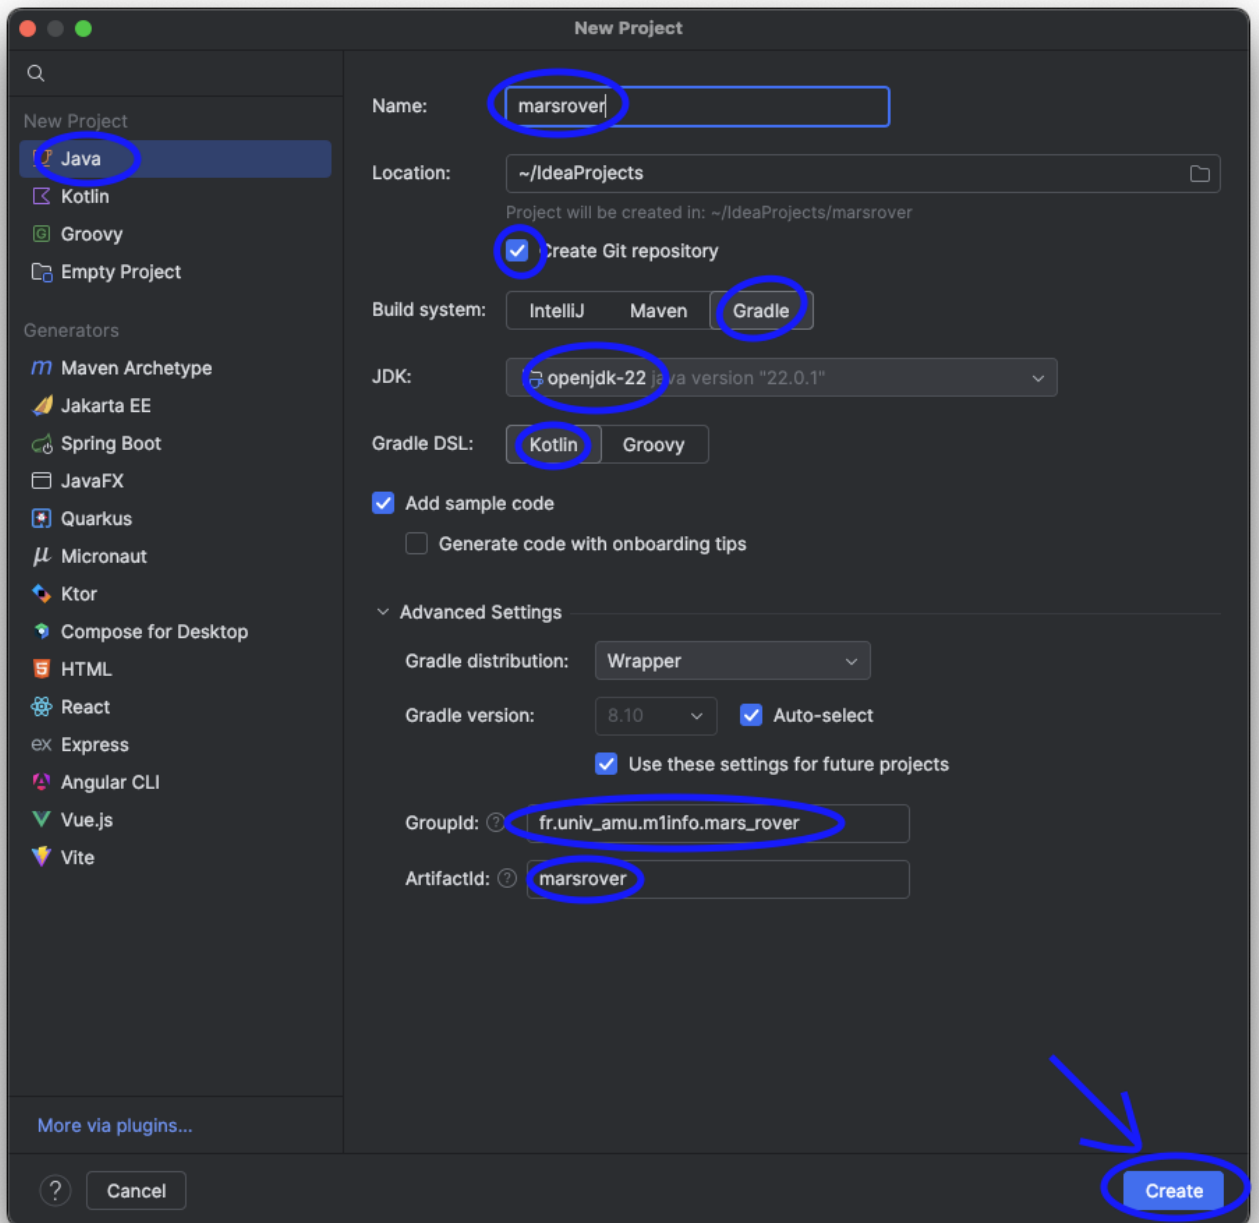 New Project
New Project
Java
Kotlin
Groovy
Empty Project
Generators
Maven Archetype
Jakarta EE
Spring Boot
JavaFX
Quarkus
Micronaut
Ktor
Compose for Desktop
HTML
React
ex Express
Angular CLI
Vue.js
Vite
More via plugins...
Name: marsrover
Location: ~/IdeaProjects
Project will be created in: ~/IdeaProjects/marsrover
Create Git repository
Build system: IntelliJ Maven Gradle
JDK: openjdk-22 java version "22.0.1"
Gradle DSL: Kotlin Groovy
Add sample code
Generate code with onboarding tips
Advanced Settings
Gradle distribution: Wrapper
Gradle version: 8.10 Auto-select
Use these settings for future projects
GroupId: ? fr.univ_amu.m1info.mars_rover
ArtifactId: ? marsrover
? Cancel Create